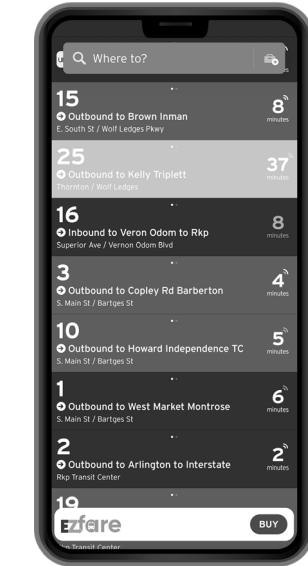 Where to?
15
Outbound to Brown Inman
E. South St / Wolf Ledges Pkwy
8
minutes
25
Outbound to Kelly Triplett
Thornton / Wolf Ledges
37
minutes
16
Inbound to Veron Odom to Rkp
Superior Ave / Vernon Odom Blvd
8
minutes
3
Outbound to Copley Rd Barberton
S. Main St / Bartges St
4
minutes
10
Outbound to Howard Independence TC
S. Main St / Bartges St
5
minutes
1
Outbound to West Market Montrose
S. Main St / Bartges St
6
minutes
2
Outbound to Arlington to Interstate
Rkp Transit Center
2
minutes
19
EZfare
BUY
Rkp Transit Center